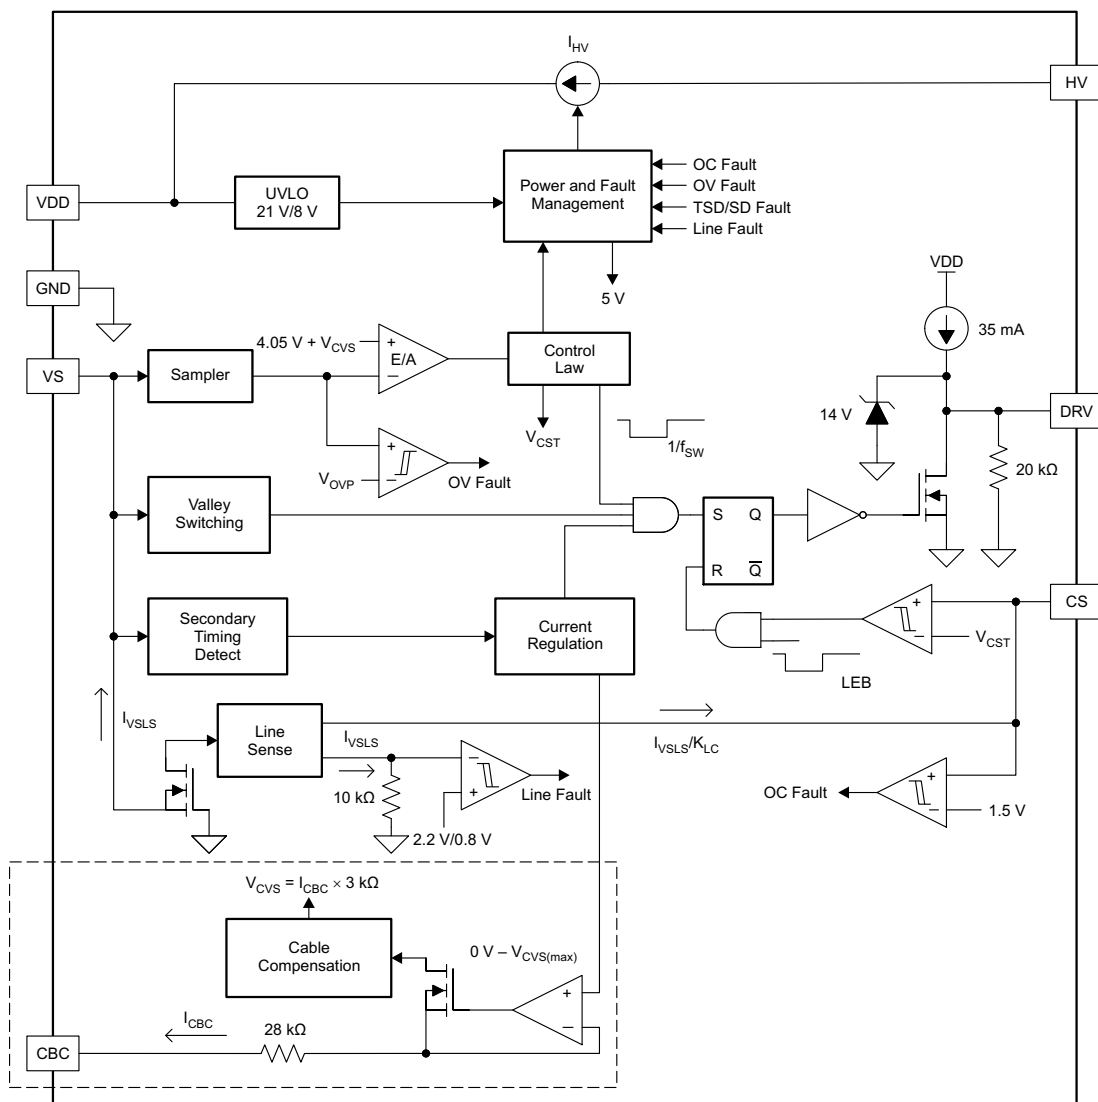 I_HV
HV
VDD
UVLO
21 V/8 V
Power and Fault
Management
OC Fault
OV Fault
TSD/SD Fault
Line Fault
5 V
GND
VDD
35 mA
4.05 V + V_CVS
+
E/A
−
Control
Law
VS
Sampler
14 V
DRV
V_CST
1/f_SW
+
V_OVP
−
OV Fault
20 kΩ
Valley
Switching
S
Q
R
Q̅
Secondary
Timing
Detect
Current
Regulation
+
−
CS
V_CST
LEB
I_VSLS
Line
Sense
I_VSLS
I_VSLS/K_LC
−
+
10 kΩ
Line Fault
2.2 V/0.8 V
OC Fault
+
−
1.5 V
V_CVS = I_CBC × 3 kΩ
Cable
Compensation
0 V – V_CVS(max)
+
−
I_CBC
28 kΩ
CBC